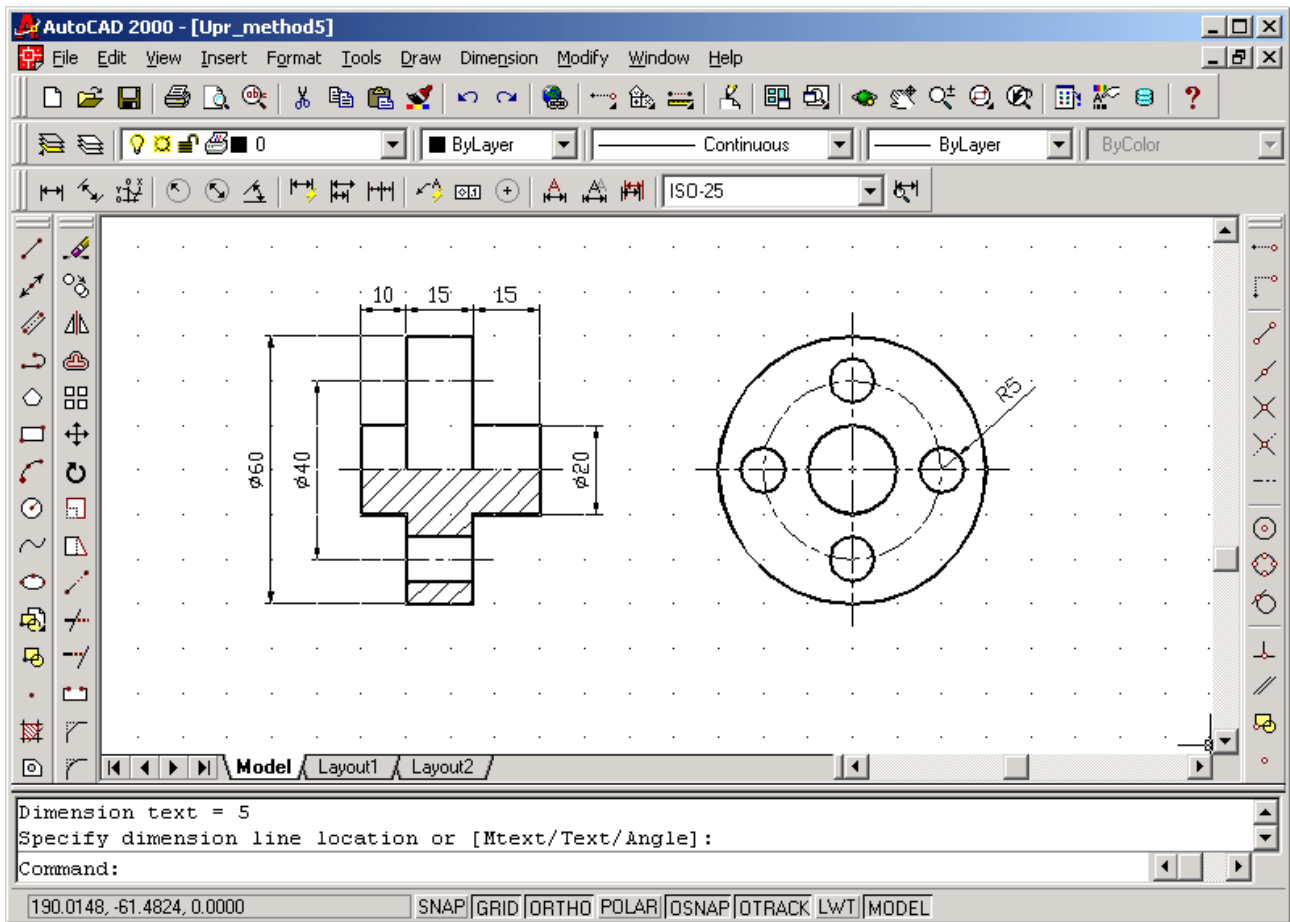 AutoCAD 2000 - [Upr_method5]
File Edit View Insert Format Tools Draw Dimension Modify Window Help
0 ByLayer Continuous ByLayer ByColor
ISO-25
10 15 15
R5
ø60 ø40 ø20
Model Layout1 Layout2
Dimension text = 5
Specify dimension line location or [Mtext/Text/Angle]:
Command:
190.0148, -61.4824, 0.0000 SNAP GRID ORTHO POLAR OSNAP OTRACK LWT MODEL